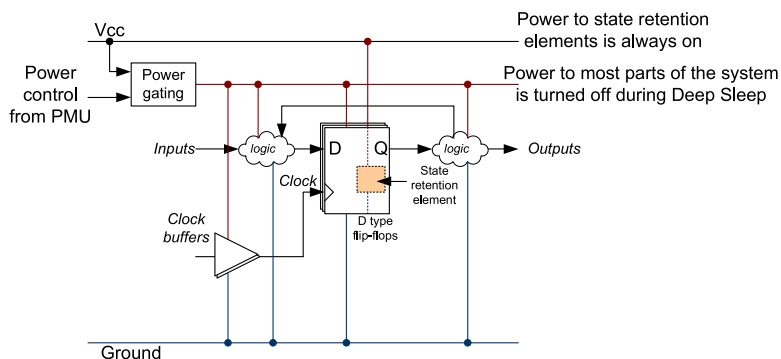 Vcc
Power to state retention
elements is always on
Power
control
from PMU
Power
gating
Power to most parts of the system
is turned off during Deep Sleep
Inputs
logic
D
Q
logic
Outputs
Clock
State
retention
element
Clock
buffers
D type
flip-flops
Ground